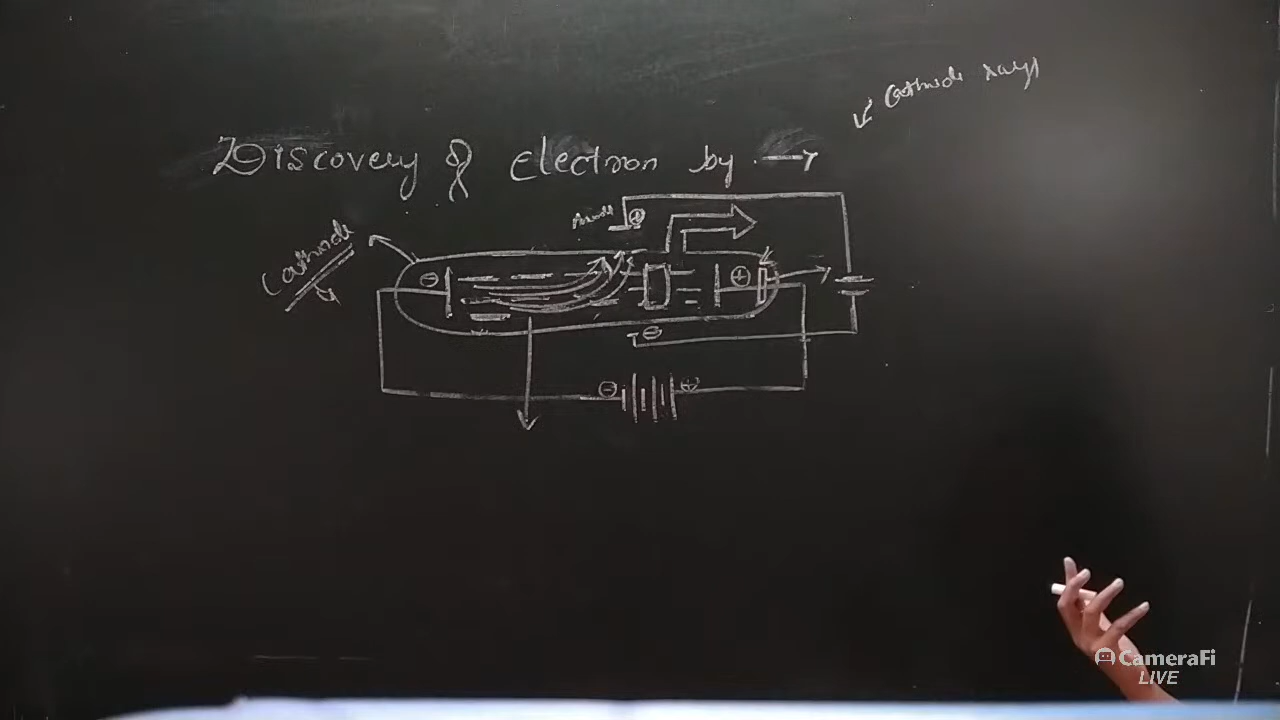 Cathode rays
Discovery of Electron by
Anode
Cathode
CameraFi
LIVE